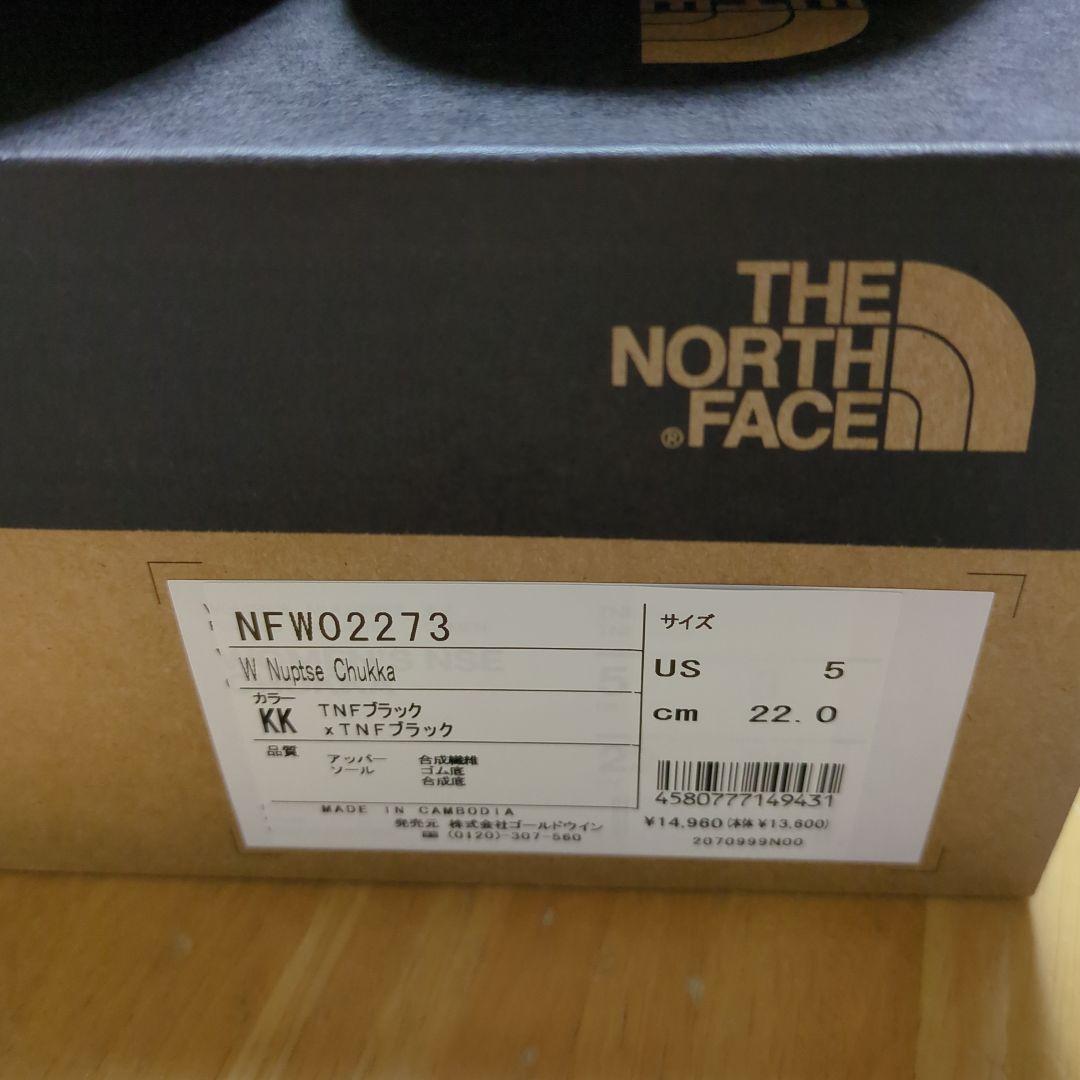 THE
NORTH
® FACE
NFW02273
W Nuptse Chukka
カラー
KK TNFブラック
xTNFブラック
品質
アッパー 合成繊維
ソール ゴム底
合成底
MADE IN CAMBODIA
発売元 株式会社ゴールドウイン
(0120)-307-560
サイズ
US 5
cm 22.0
4580777149431
¥14,960(本体¥13,600)
2070999N00